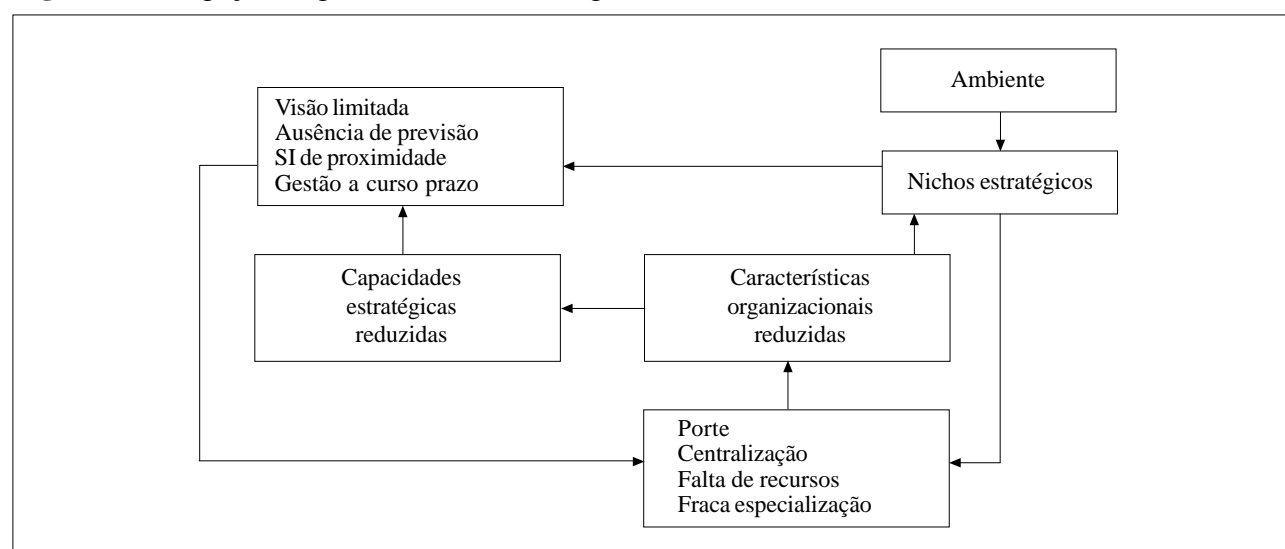 Ambiente
Visão limitada
Ausência de previsão
SI de proximidade
Gestão a curso prazo
Nichos estratégicos
Capacidades
estratégicas
reduzidas
Características
organizacionais
reduzidas
Porte
Centralização
Falta de recursos
Fraca especialização